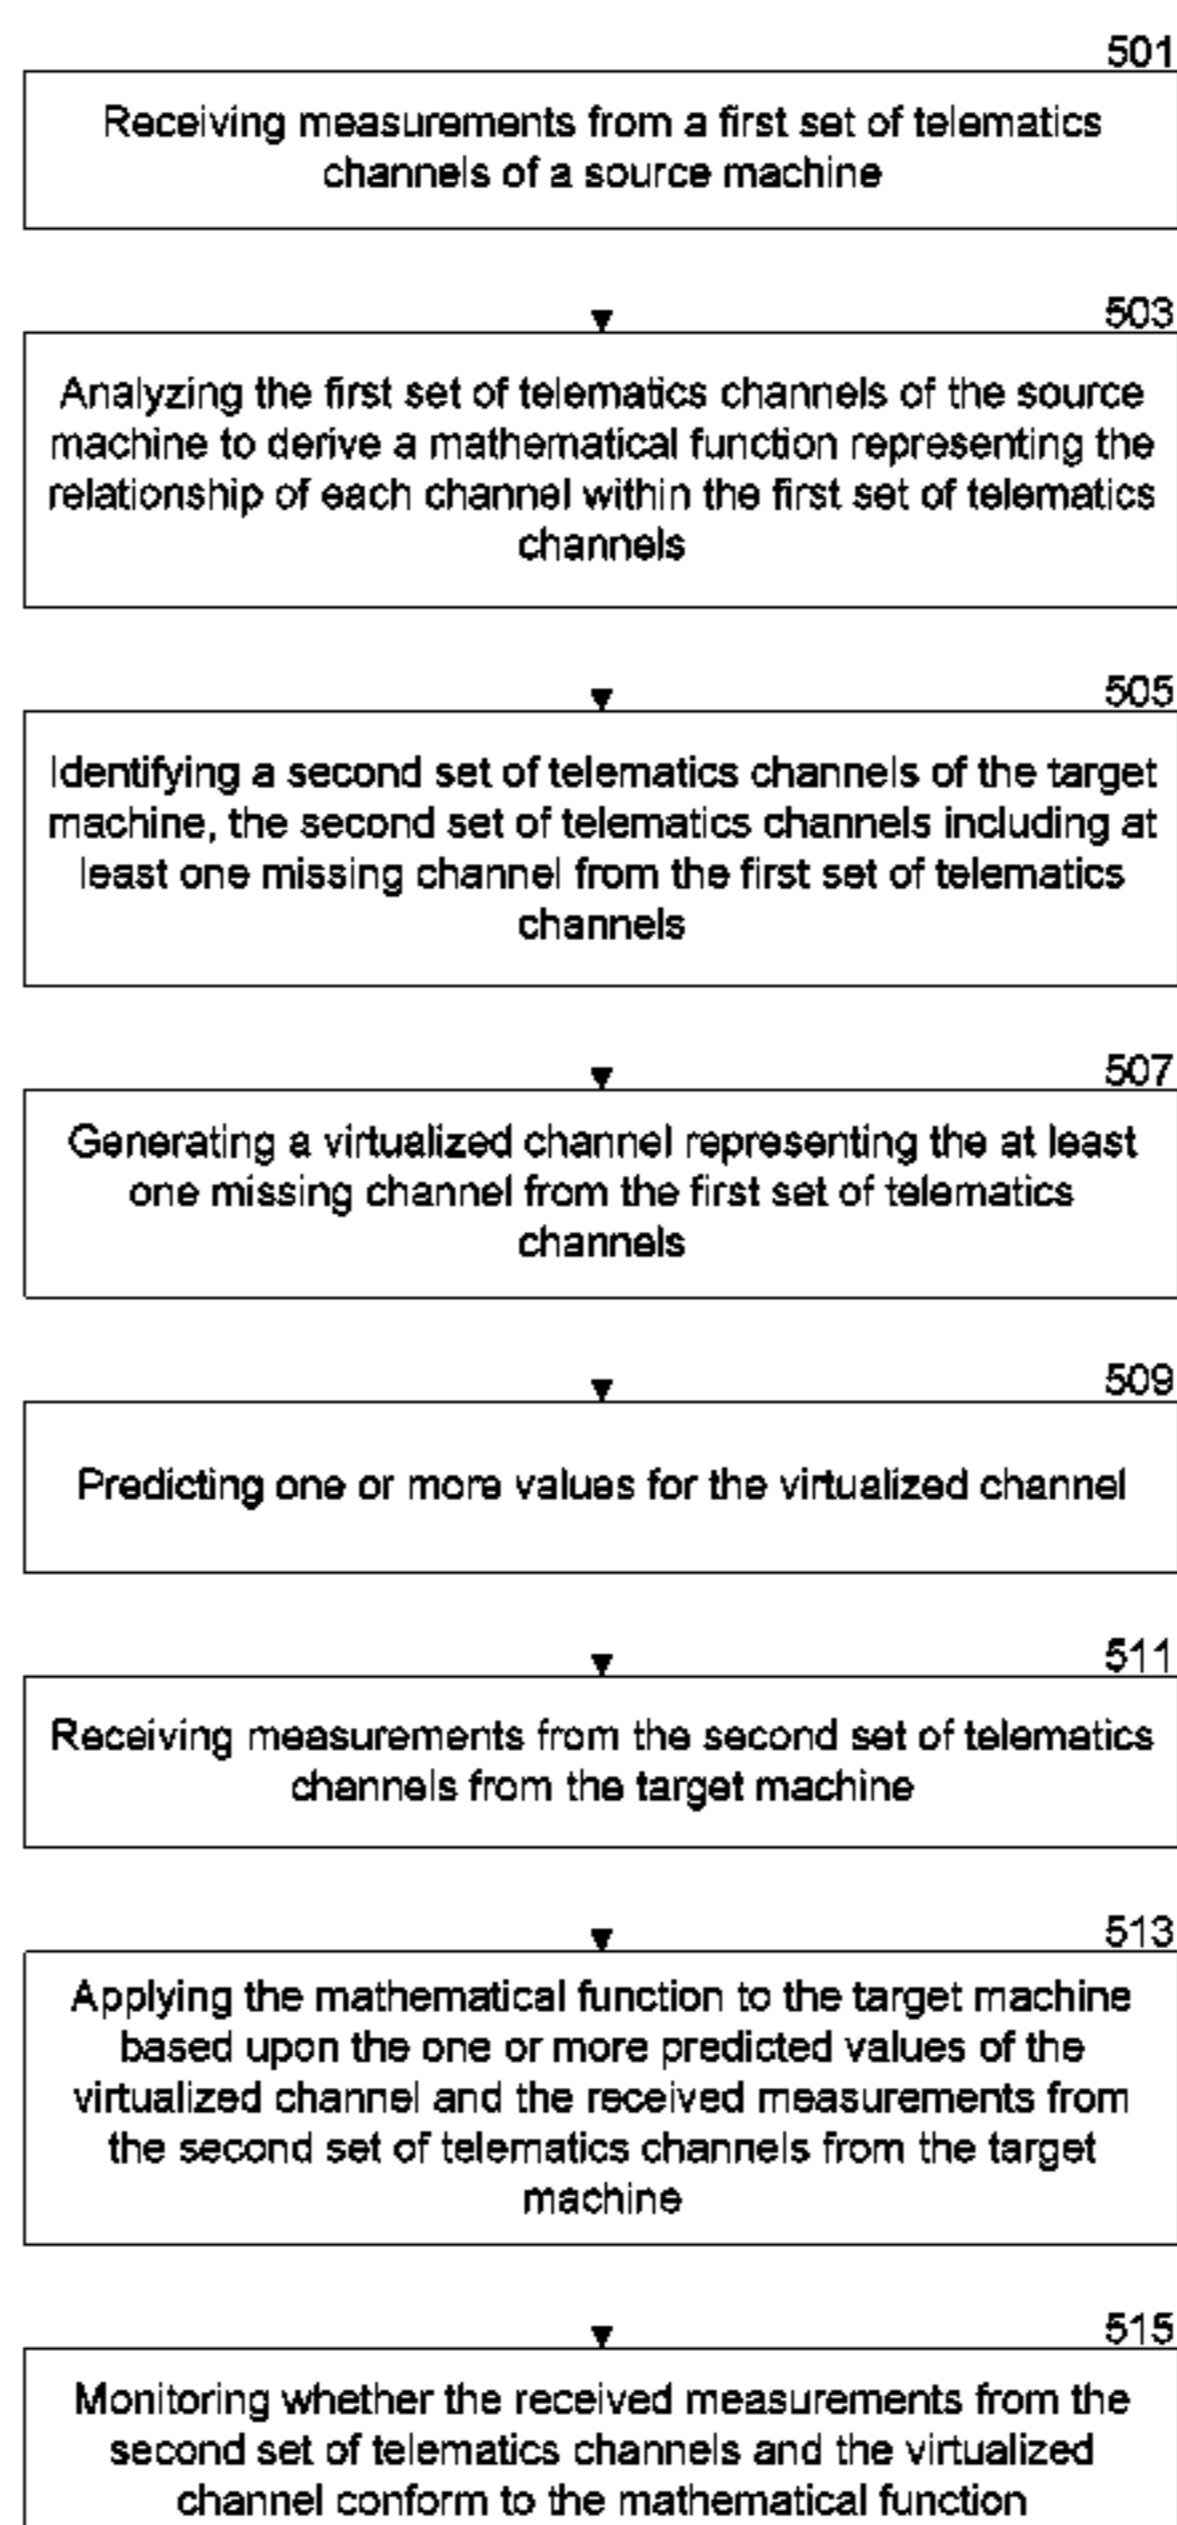 501
Receiving measurements from a first set of telematics
channels of a source machine
503
Analyzing the first set of telematics channels of the source
machine to derive a mathematical function representing the
relationship of each channel within the first set of telematics
channels
505
Identifying a second set of telematics channels of the target
machine, the second set of telematics channels including at
least one missing channel from the first set of telematics
channels
507
Generating a virtualized channel representing the at least
one missing channel from the first set of telematics
channels
509
Predicting one or more values for the virtualized channel
511
Receiving measurements from the second set of telematics
channels from the target machine
513
Applying the mathematical function to the target machine
based upon the one or more predicted values of the
virtualized channel and the received measurements from
the second set of telematics channels from the target
machine
515
Monitoring whether the received measurements from the
second set of telematics channels and the virtualized
channel conform to the mathematical function